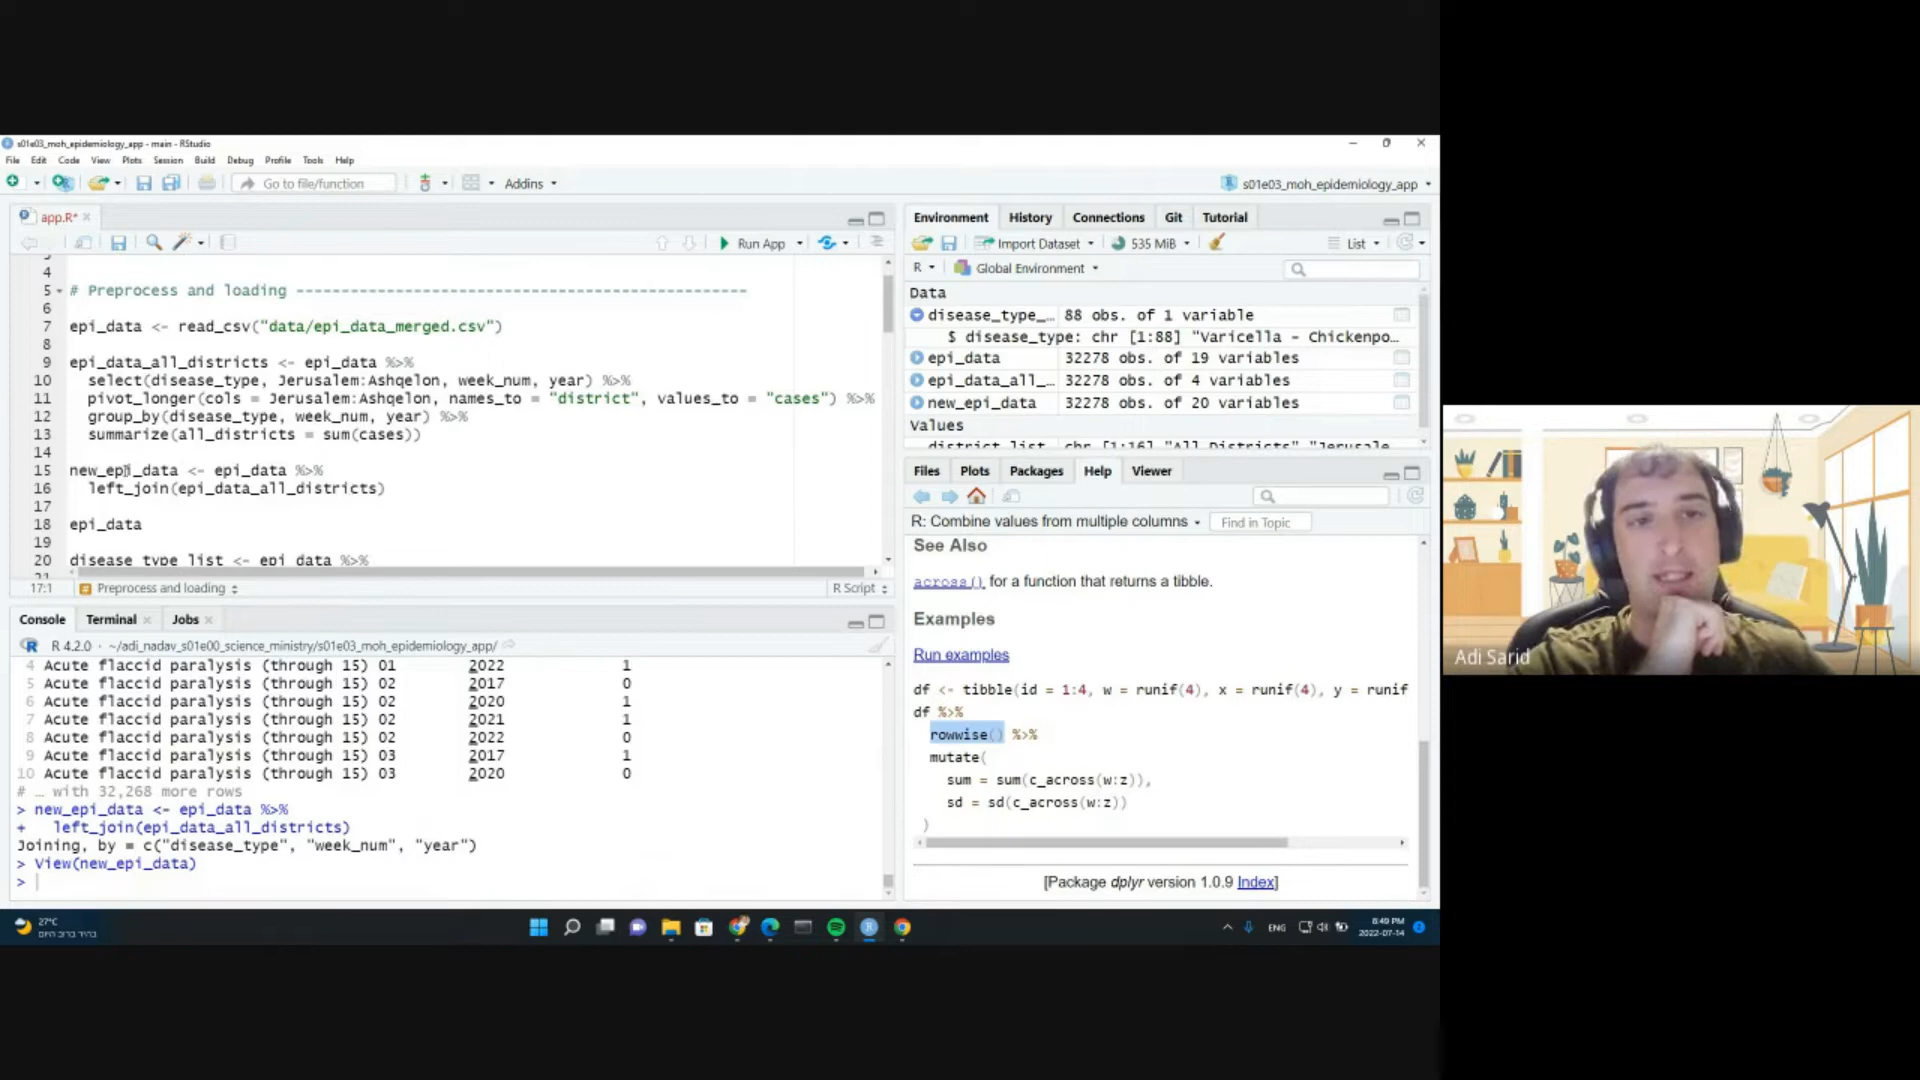 s01e03_moh_epidemiology_app - main - RStudio
File Edit Code View Plots Session Build Debug Profile Tools Help
Go to file/function
Addins
s01e03_moh_epidemiology_app
app.R*
Run App
4
5 # Preprocess and loading --------------------------------------------------
6
7 epi_data <- read_csv("data/epi_data_merged.csv")
8
9 epi_data_all_districts <- epi_data %>%
10 select(disease_type, Jerusalem:Ashqelon, week_num, year) %>%
11 pivot_longer(cols = Jerusalem:Ashqelon, names_to = "district", values_to = "cases") %>%
12 group_by(disease_type, week_num, year) %>%
13 summarize(all_districts = sum(cases))
14
15 new_epi_data <- epi_data %>%
16 left_join(epi_data_all_districts)
17
18 epi_data
19
20 disease_type_list <- epi_data %>%
21
17:1 # Preprocess and loading
R Script
Console Terminal Jobs
R 4.2.0 · ~/adi_nadav_s01e00_science_ministry/s01e03_moh_epidemiology_app/
4 Acute flaccid paralysis (through 15) 01 2022 1
5 Acute flaccid paralysis (through 15) 02 2017 0
6 Acute flaccid paralysis (through 15) 02 2020 1
7 Acute flaccid paralysis (through 15) 02 2021 1
8 Acute flaccid paralysis (through 15) 02 2022 0
9 Acute flaccid paralysis (through 15) 03 2017 1
10 Acute flaccid paralysis (through 15) 03 2020 0
# … with 32,268 more rows
> new_epi_data <- epi_data %>%
+ left_join(epi_data_all_districts)
Joining, by = c("disease_type", "week_num", "year")
> View(new_epi_data)
>
Environment History Connections Git Tutorial
Import Dataset 535 MiB List
R Global Environment
Data
disease_type_… 88 obs. of 1 variable
$ disease_type: chr [1:88] "Varicella - Chickenpo…
epi_data 32278 obs. of 19 variables
epi_data_all_… 32278 obs. of 4 variables
new_epi_data 32278 obs. of 20 variables
Values
district_list chr [1:16] "All Districts" "Jerusale…
Files Plots Packages Help Viewer
R: Combine values from multiple columns Find in Topic
See Also
across() for a function that returns a tibble.
Examples
Run examples
df <- tibble(id = 1:4, w = runif(4), x = runif(4), y = runif
df %>%
rowwise() %>%
mutate(
sum = sum(c_across(w:z)),
sd = sd(c_across(w:z))
)
[Package dplyr version 1.0.9 Index]
Adi Sarid
27°C
ENG
8:49 PM
2022-07-14